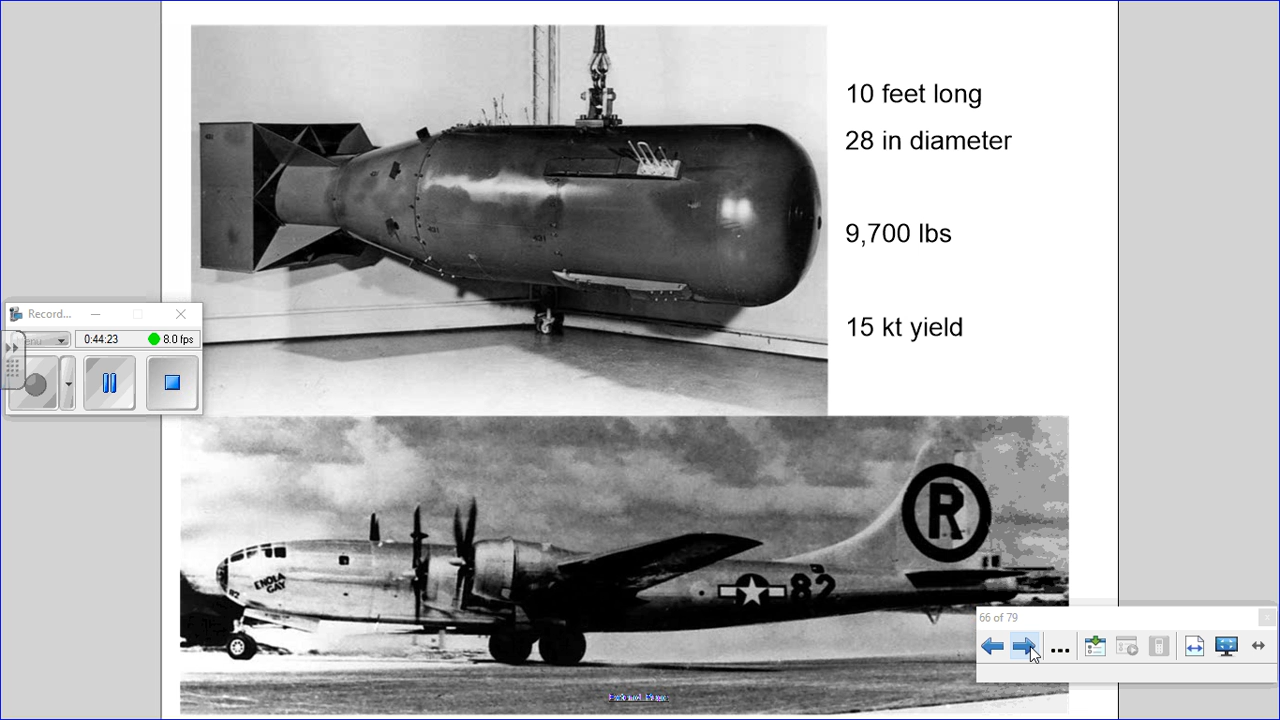 10 feet long
28 in diameter
9,700 lbs
15 kt yield
Record...
0:44:23
8.0 fps
ENOLA
GAY
82
R
82
66 of 79